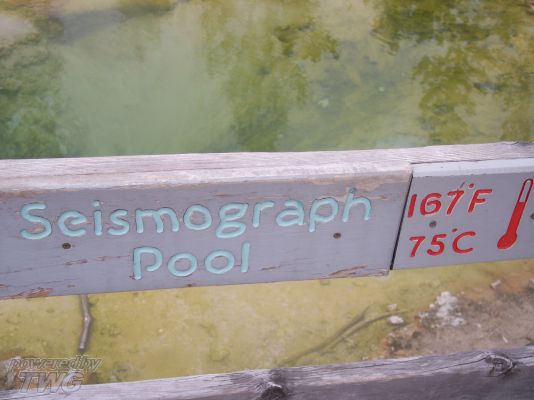 Seismograph
Pool
167°F
75°C
powered by
TWG